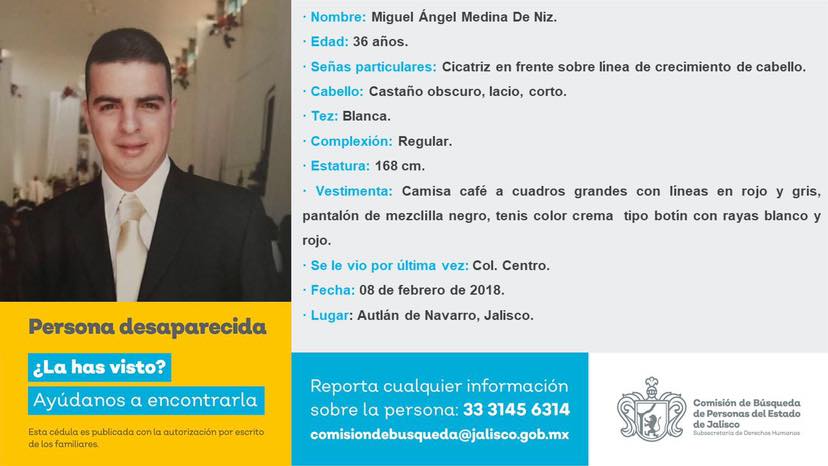 · Nombre: Miguel Ángel Medina De Niz.
· Edad: 36 años.
· Señas particulares: Cicatriz en frente sobre línea de crecimiento de cabello.
· Cabello: Castaño obscuro, lacio, corto.
· Tez: Blanca.
· Complexión: Regular.
· Estatura: 168 cm.
· Vestimenta: Camisa café a cuadros grandes con líneas en rojo y gris,
pantalón de mezclilla negro, tenis color crema tipo botín con rayas blanco y
rojo.
· Se le vio por última vez: Col. Centro.
· Fecha: 08 de febrero de 2018.
· Lugar: Autlán de Navarro, Jalisco.
Persona desaparecida
¿La has visto?
Ayúdanos a encontrarla
Esta cédula es publicada con la autorización por escrito
de los familiares.
Reporta cualquier información
sobre la persona: 33 3145 6314
comisiondebusqueda@jalisco.gob.mx
Comisión de Búsqueda
de Personas del Estado
de Jalisco
Subsecretaría de Derechos Humanos